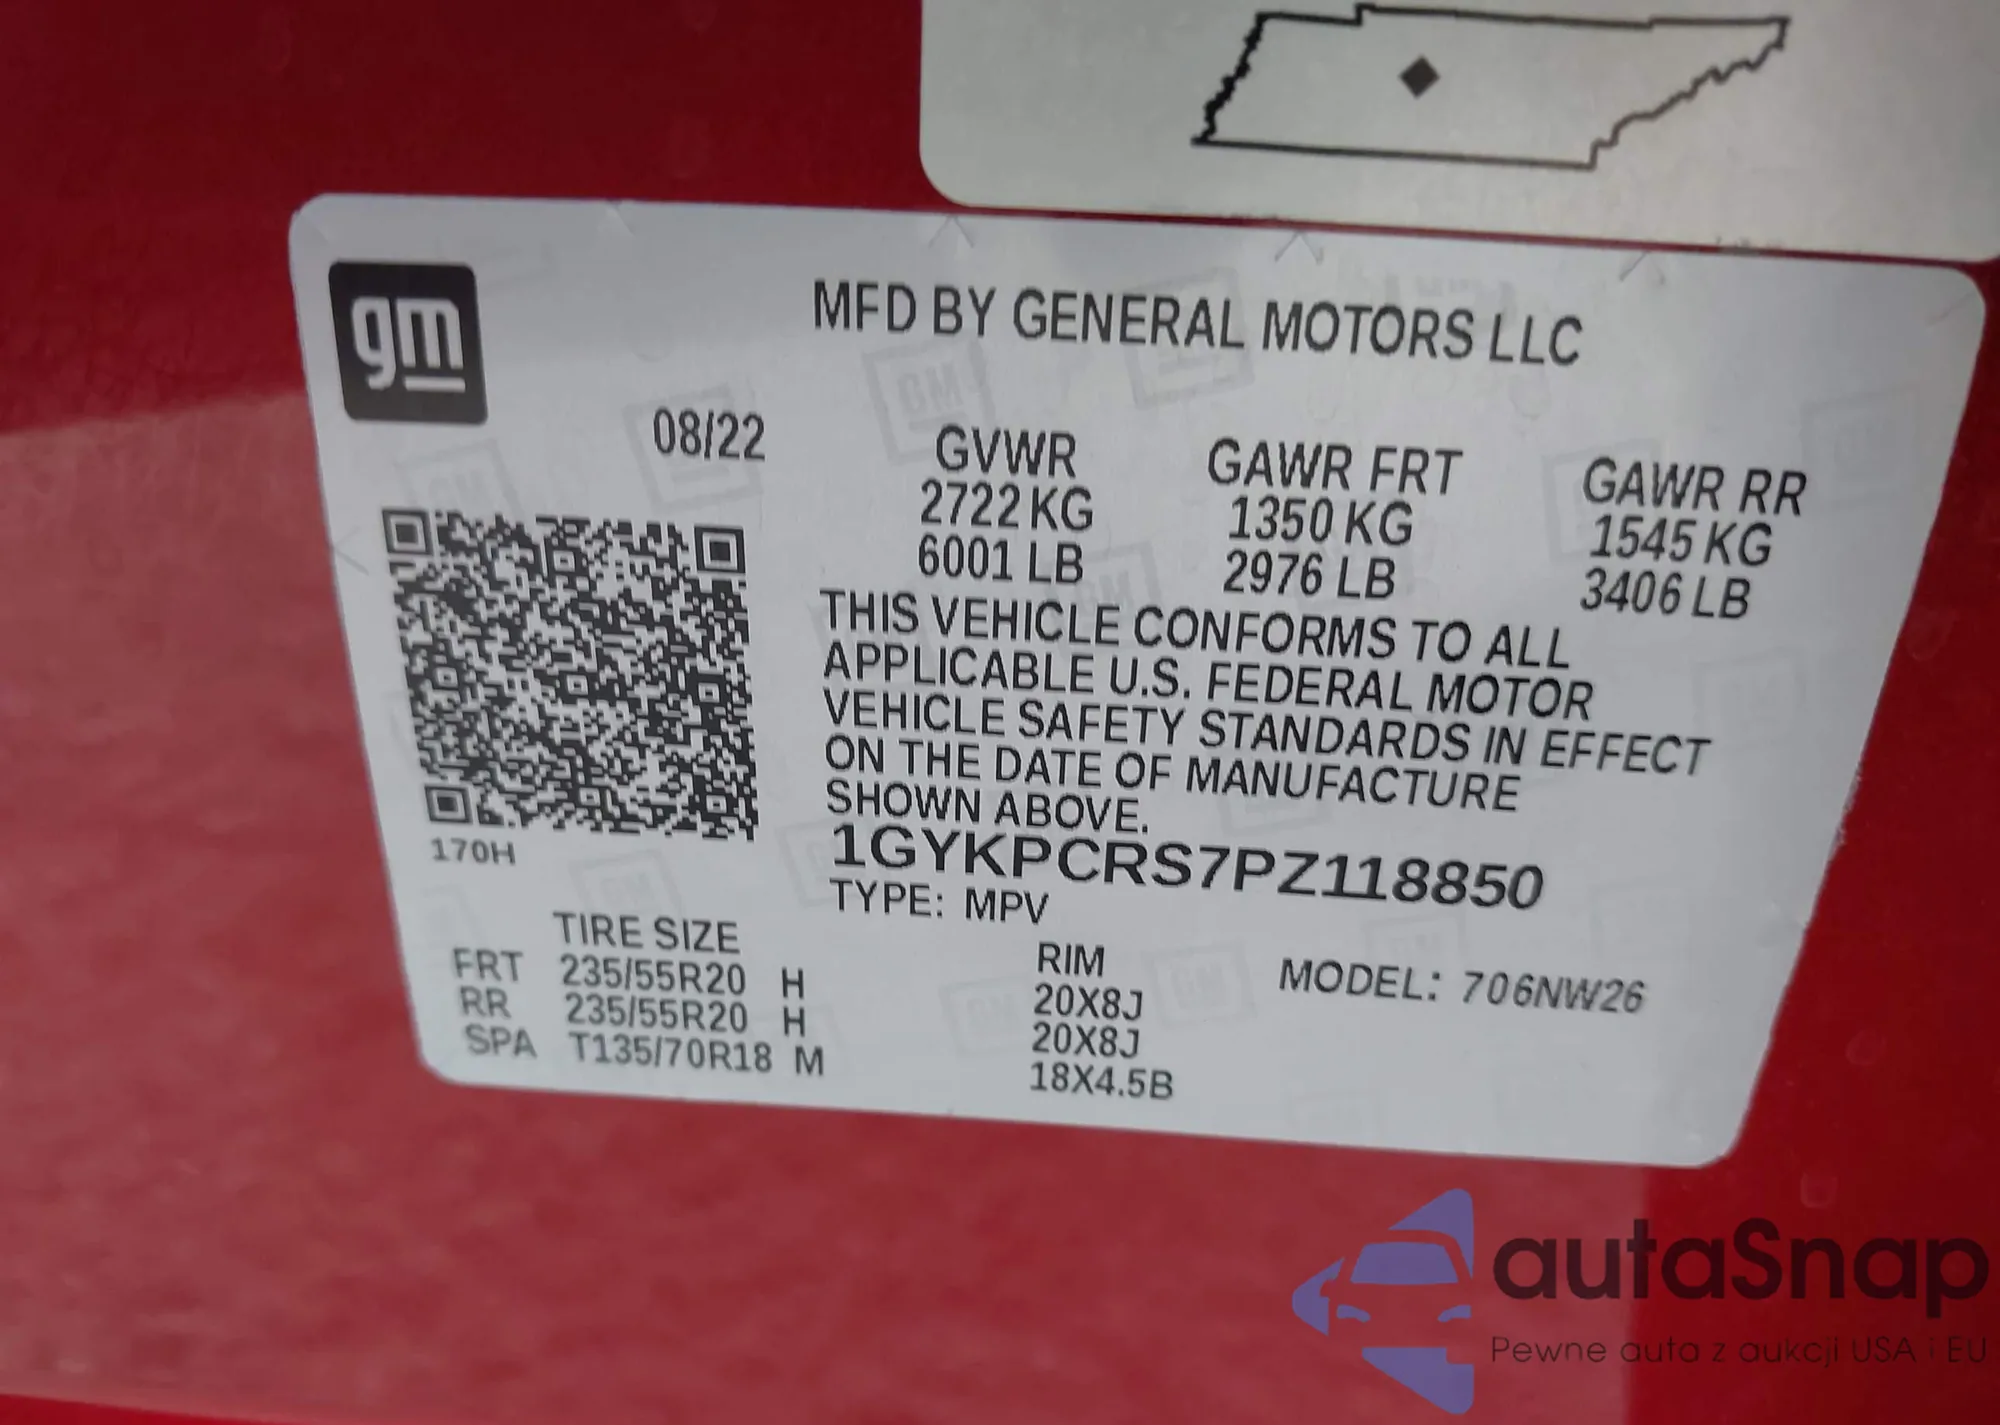 gm
MFD BY GENERAL MOTORS LLC
08/22
GVWR GAWR FRT GAWR RR
2722 KG 1350 KG 1545 KG
6001 LB 2976 LB 3406 LB
THIS VEHICLE CONFORMS TO ALL
APPLICABLE U.S. FEDERAL MOTOR
VEHICLE SAFETY STANDARDS IN EFFECT
ON THE DATE OF MANUFACTURE
SHOWN ABOVE.
170H
1GYKPCRS7PZ118850
TYPE: MPV
TIRE SIZE RIM MODEL: 706NW26
FRT 235/55R20 H 20X8J
RR 235/55R20 H 20X8J
SPA T135/70R18 M 18X4.5B
autaSnap
Pewne auta z aukcji USA i EU